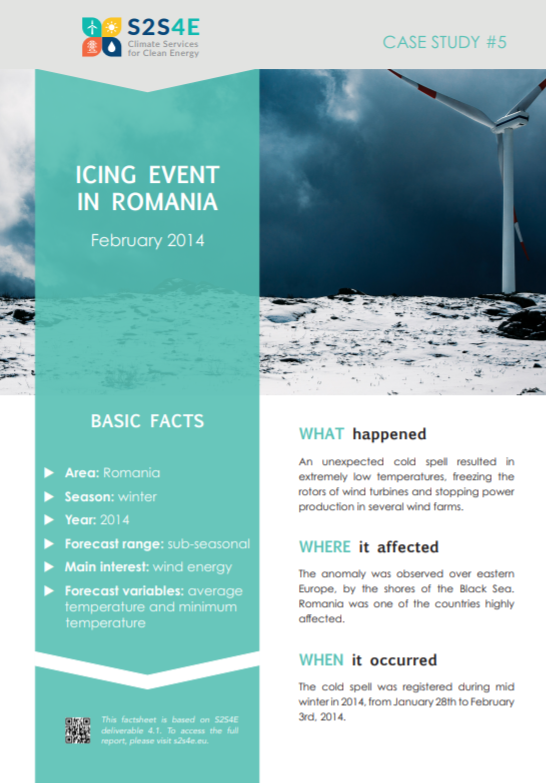 S2S4E
Climate Services
for Clean Energy
CASE STUDY #5
ICING EVENT
IN ROMANIA
February 2014
BASIC FACTS
Area: Romania
Season: winter
Year: 2014
Forecast range: sub-seasonal
Main interest: wind energy
Forecast variables: average
temperature and minimum
temperature
This factsheet is based on S2S4E
deliverable 4.1. To access the full
report, please visit s2s4e.eu.
WHAT happened
An unexpected cold spell resulted in
extremely low temperatures, freezing the
rotors of wind turbines and stopping power
production in several wind farms.
WHERE it affected
The anomaly was observed over eastern
Europe, by the shores of the Black Sea.
Romania was one of the countries highly
affected.
WHEN it occurred
The cold spell was registered during mid
winter in 2014, from January 28th to February
3rd, 2014.